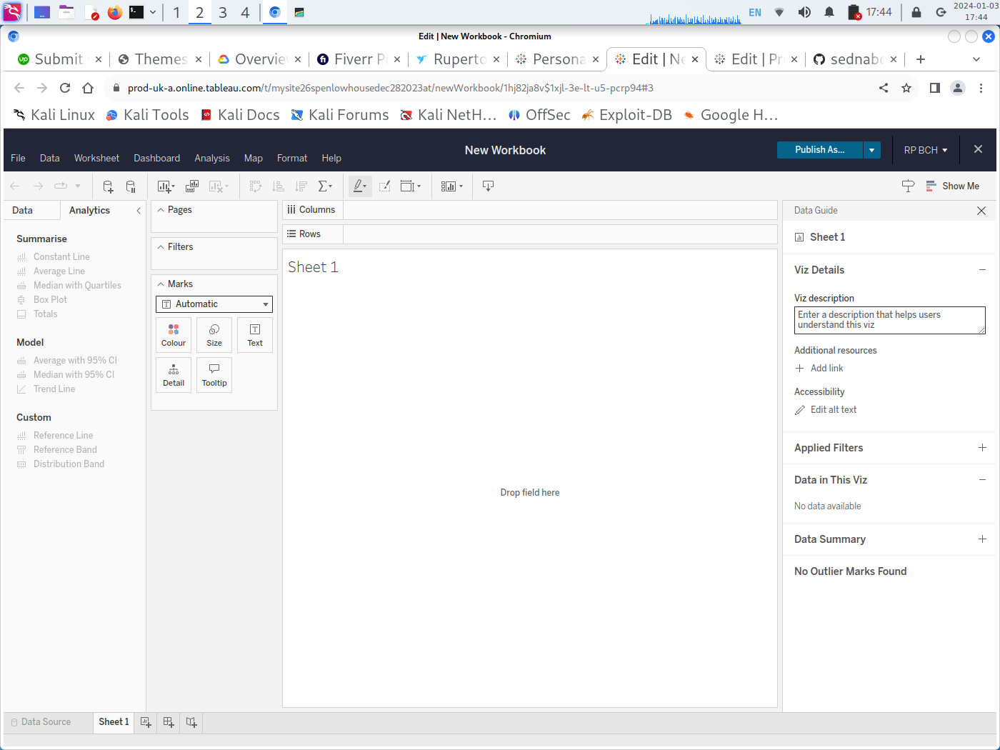 1 2 3 4 EN 17:44 2024-01-03
17:44
Edit | New Workbook - Chromium
Submit Themes Overview Fiverr P Ruperto Persona Edit | Ne Edit | Pr sednab
prod-uk-a.online.tableau.com/t/mysite26spenlowhousedec282023at/newWorkbook/1hj82ja8v$1xjl-3e-lt-u5-pcrp94#3
Kali Linux Kali Tools Kali Docs Kali Forums Kali NetH... OffSec Exploit-DB Google H...
New Workbook
File Data Worksheet Dashboard Analysis Map Format Help
Publish As... RP BCH
Show Me
Data Analytics
Summarise
Constant Line
Average Line
Median with Quartiles
Box Plot
Totals
Model
Average with 95% CI
Median with 95% CI
Trend Line
Custom
Reference Line
Reference Band
Distribution Band
Pages
Filters
Marks
Automatic
Colour Size Text
Detail Tooltip
Columns
Rows
Sheet 1
Drop field here
Data Guide
Sheet 1
Viz Details
Viz description
Enter a description that helps users
understand this viz
Additional resources
Add link
Accessibility
Edit alt text
Applied Filters
Data in This Viz
No data available
Data Summary
No Outlier Marks Found
Data Source Sheet 1